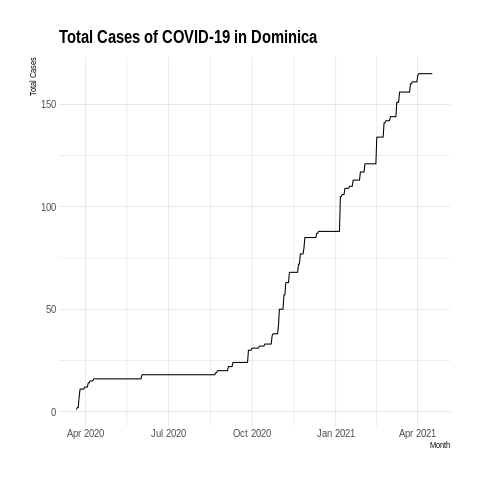 Total Cases of COVID-19 in Dominica
Total Cases
150
100
50
0
Apr 2020 Jul 2020 Oct 2020 Jan 2021 Apr 2021
Month